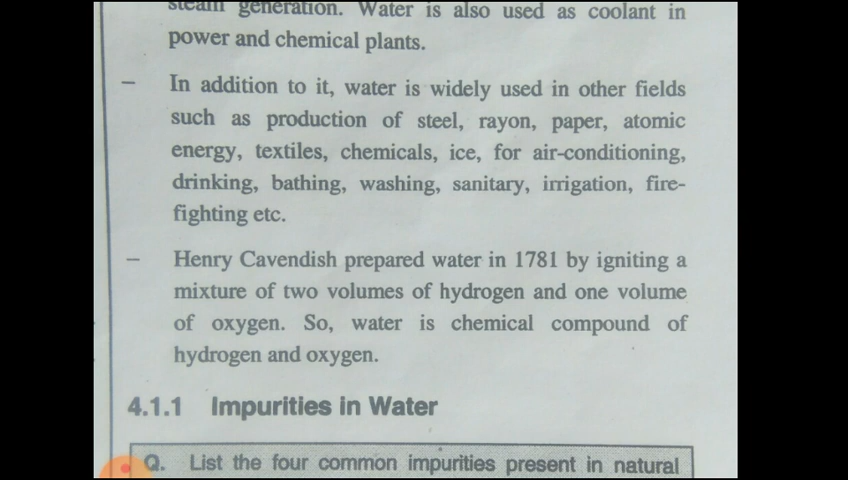 steam generation. Water is also used as coolant in
power and chemical plants.
– In addition to it, water is widely used in other fields
such as production of steel, rayon, paper, atomic
energy, textiles, chemicals, ice, for air-conditioning,
drinking, bathing, washing, sanitary, irrigation, fire-
fighting etc.
– Henry Cavendish prepared water in 1781 by igniting a
mixture of two volumes of hydrogen and one volume
of oxygen. So, water is chemical compound of
hydrogen and oxygen.
4.1.1 Impurities in Water
Q. List the four common impurities present in natural